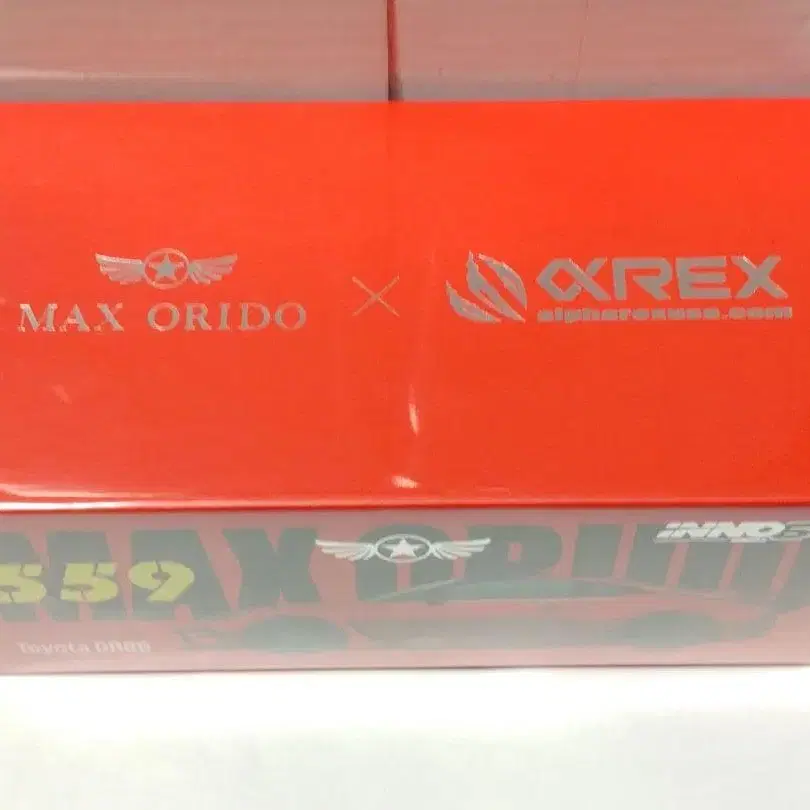 MAX ORIDO × αREX
alpharexusa.com
MAX ORIDO
INNO
559
Toyota GR86